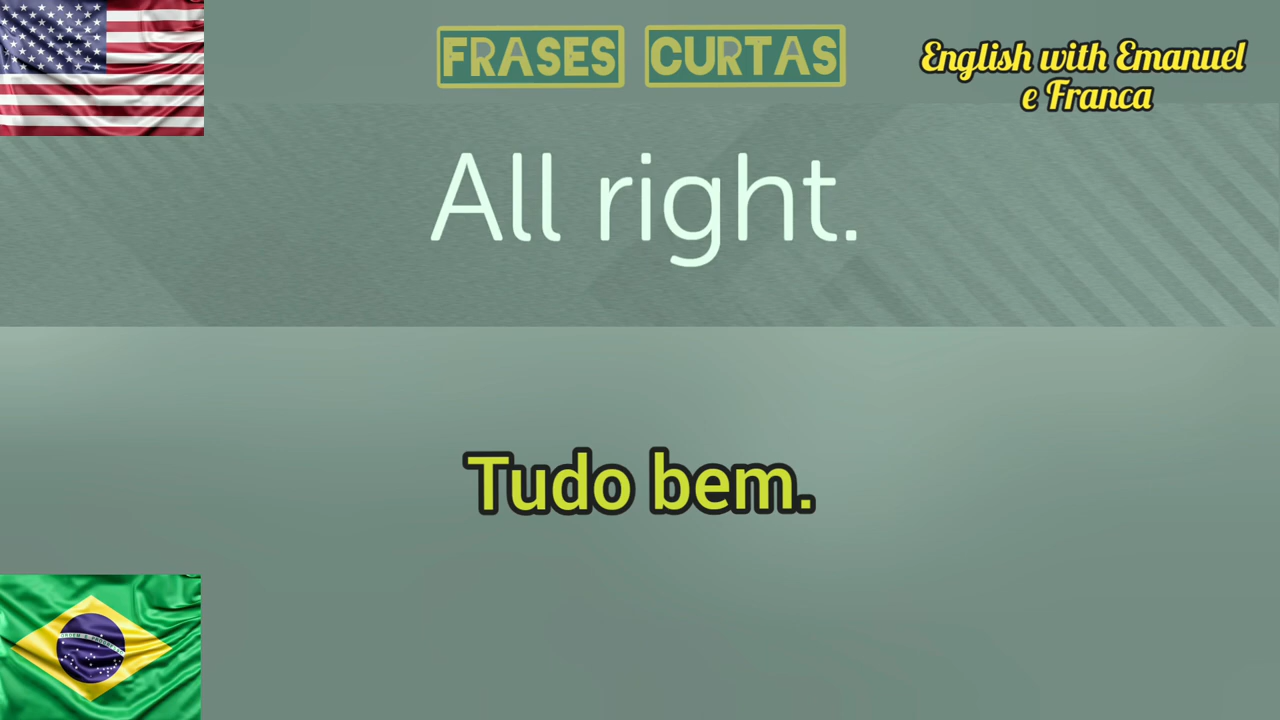 FRASES CURTAS
English with Emanuel
e Franca
All right.
Tudo bem.